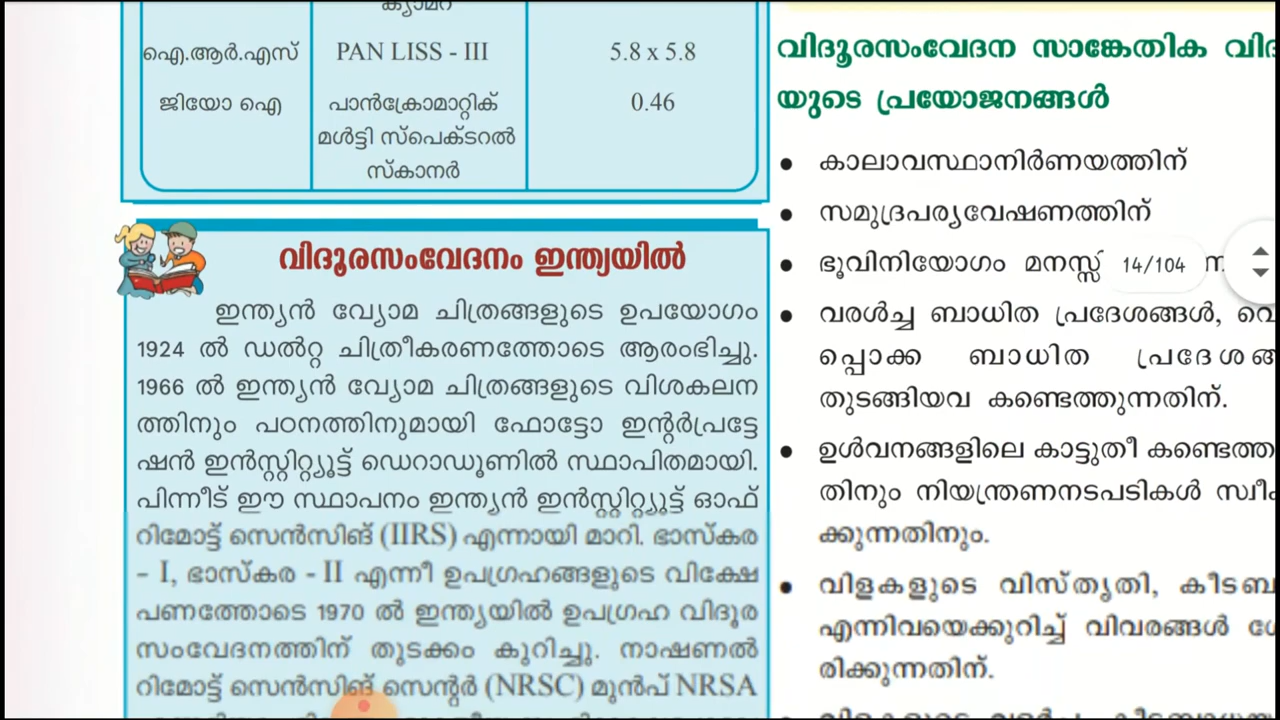 ക്യാമറ
ഐ.ആർ.എസ് PAN LISS - III 5.8 x 5.8
ജിയോ ഐ പാൻക്രോമാറ്റിക് 0.46
മൾട്ടി സ്പെക്ടറൽ
സ്കാനർ
വിദൂരസംവേദനം ഇന്ത്യയിൽ
ഇന്ത്യൻ വ്യോമ ചിത്രങ്ങളുടെ ഉപയോഗം
1924 ൽ ഡൽറ്റ ചിത്രീകരണത്തോടെ ആരംഭിച്ചു.
1966 ൽ ഇന്ത്യൻ വ്യോമ ചിത്രങ്ങളുടെ വിശകലന
ത്തിനും പഠനത്തിനുമായി ഫോട്ടോ ഇന്റർപ്രട്ടേ
ഷൻ ഇൻസ്റ്റിറ്റ്യൂട്ട് ഡെറാഡൂണിൽ സ്ഥാപിതമായി.
പിന്നീട് ഈ സ്ഥാപനം ഇന്ത്യൻ ഇൻസ്റ്റിറ്റ്യൂട്ട് ഓഫ്
റിമോട്ട് സെൻസിങ് (IIRS) എന്നായി മാറി. ഭാസ്കര
- I, ഭാസ്കര - II എന്നീ ഉപഗ്രഹങ്ങളുടെ വിക്ഷേ
പണത്തോടെ 1970 ൽ ഇന്ത്യയിൽ ഉപഗ്രഹ വിദൂര
സംവേദനത്തിന് തുടക്കം കുറിച്ചു. നാഷണൽ
റിമോട്ട് സെൻസിങ് സെന്റർ (NRSC) മുൻപ് NRSA
വിദൂരസംവേദന സാങ്കേതിക
യുടെ പ്രയോജനങ്ങൾ
• കാലാവസ്ഥാനിർണയത്തിന്
• സമുദ്രപര്യവേഷണത്തിന്
• ഭൂവിനിയോഗം 14/104
• വരൾച്ച ബാധിത പ്രദേശങ്ങൾ,
പ്പൊക്ക ബാധിത
തുടങ്ങിയവ കണ്ടെത്തുന്നതിന്.
• ഉൾവനങ്ങളിലെ കാട്ടുതീ
തിനും നിയന്ത്രണനടപടികൾ
ക്കുന്നതിനും.
• വിളകളുടെ വിസ്തൃതി,
എന്നിവയെക്കുറിച്ച് വിവരങ്ങൾ
രിക്കുന്നതിന്.